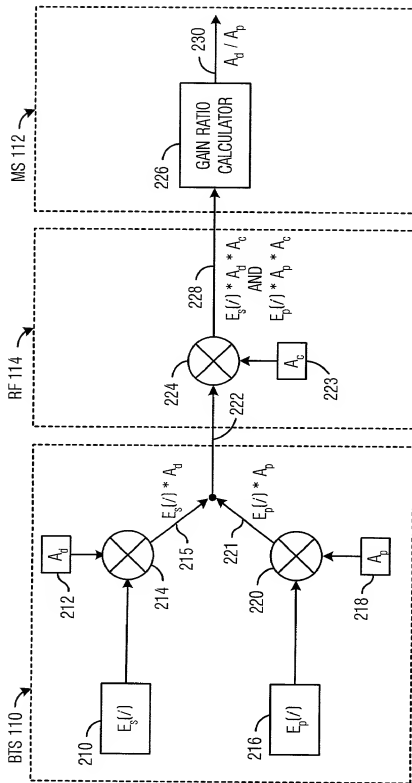 BTS 110
RF 114
MS 112
A_d
212
E_s(/)
210
214
215
E_s(/) * A_d
222
E_p(/) * A_p
221
E_p(/)
216
220
A_p
218
224
A_c
223
228
E_s(/) * A_d * A_c
AND
E_p(/) * A_p * A_c
226
GAIN RATIO
CALCULATOR
230
A_d / A_p